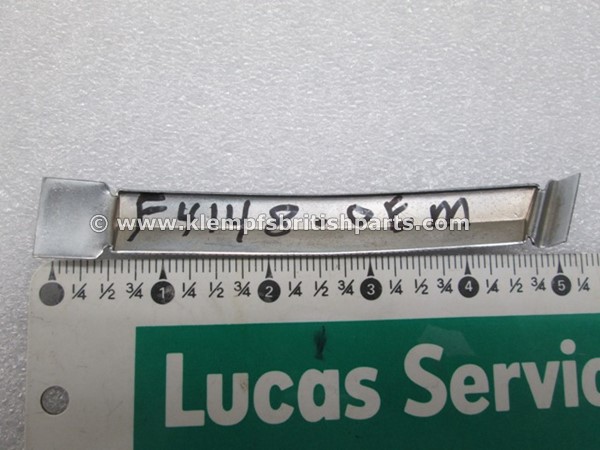 F4118 OEM
© www.klempfsbritishparts.com
¼ ½ ¾ 1 ¼ ½ ¾ 2 ¼ ½ ¾ 3 ¼ ½ ¾ 4 ¼ ½ ¾ 5 ¼
Lucas Servic